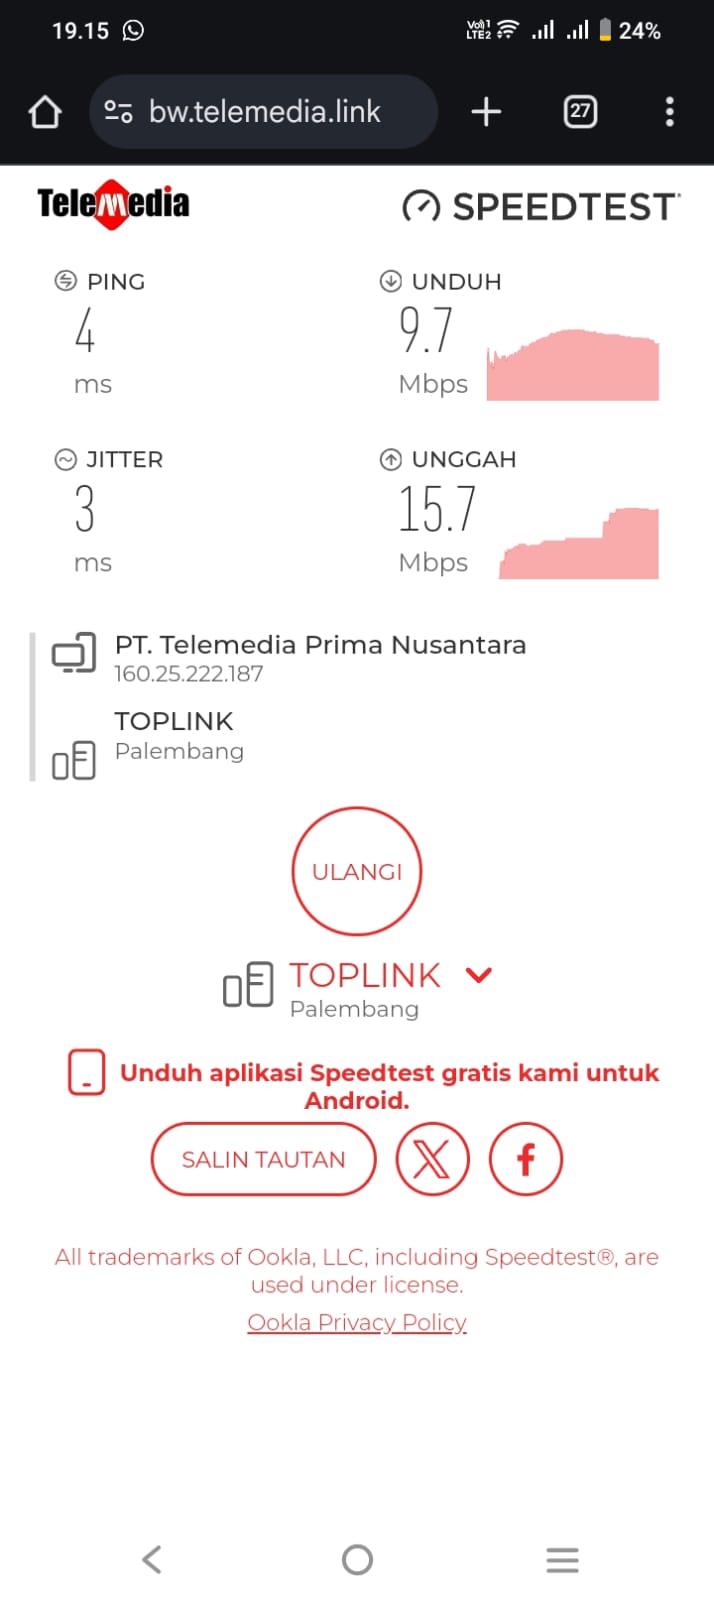 19.15
Vo)) 1
LTE2
24%
bw.telemedia.link
27
Telemedia
SPEEDTEST
PING
4
ms
UNDUH
9.7
Mbps
JITTER
3
ms
UNGGAH
15.7
Mbps
PT. Telemedia Prima Nusantara
160.25.222.187
TOPLINK
Palembang
ULANGI
TOPLINK
Palembang
Unduh aplikasi Speedtest gratis kami untuk
Android.
SALIN TAUTAN
All trademarks of Ookla, LLC, including Speedtest®, are
used under license.
Ookla Privacy Policy